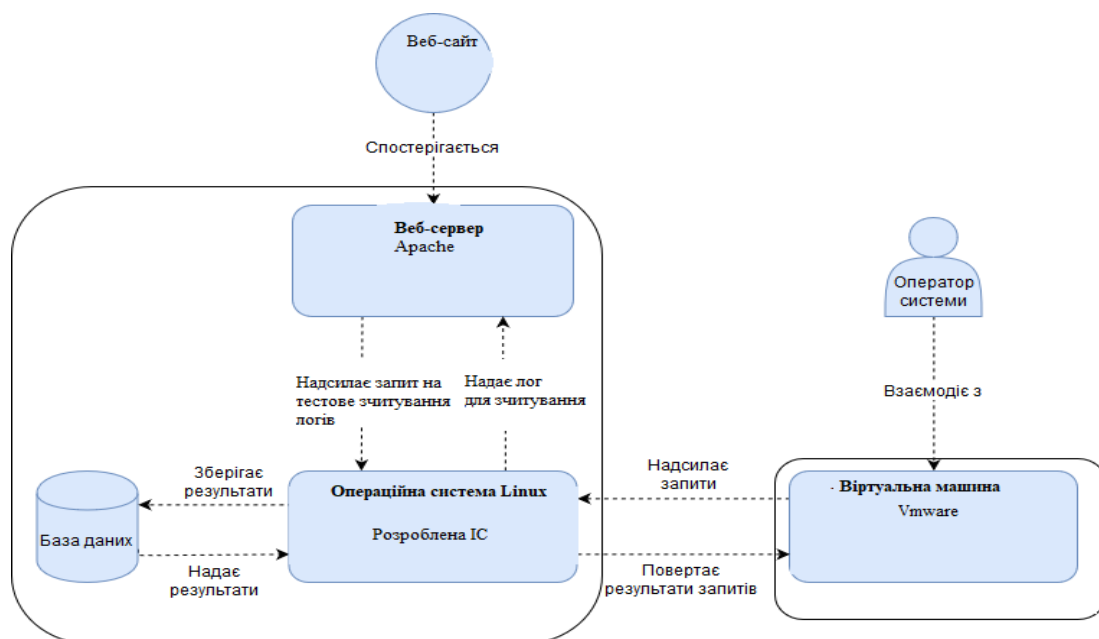 Веб-сайт
Спостерігається
Веб-сервер
Apache
Оператор
системи
Надсилає запит на
тестове зчитування
логів
Надає лог
для зчитування
Взаємодіє з
Зберігає
результати
База даних
Надає
результати
Операційна система Linux
Розроблена ІС
Надсилає
запити
Повертає
результати запитів
Віртуальна машина
Vmware